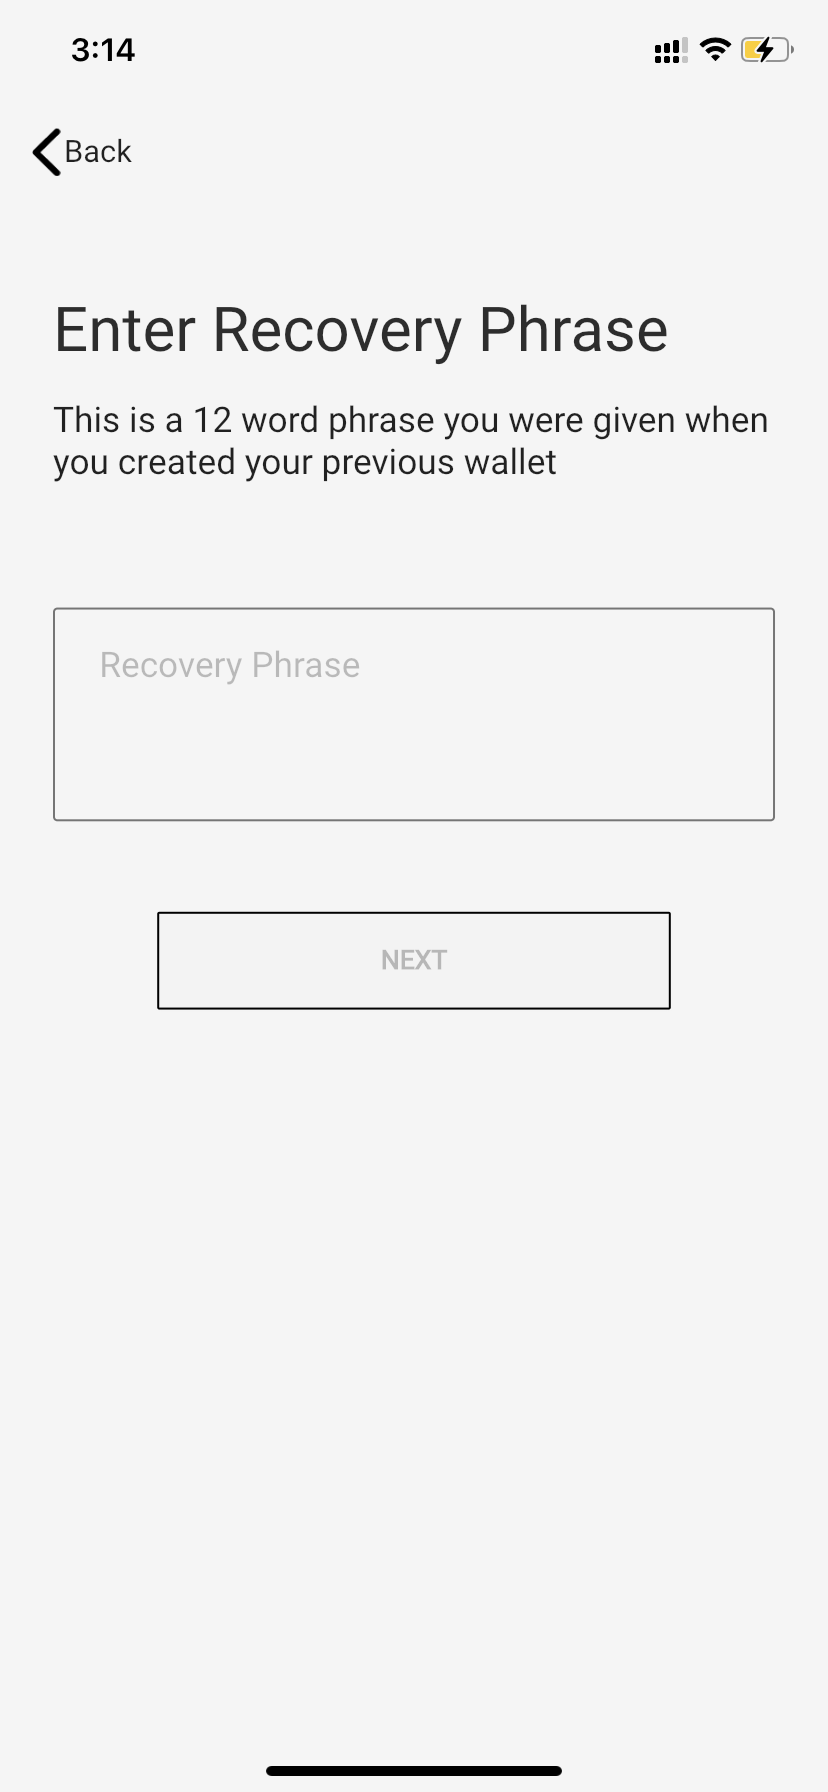 3:14
Back
Enter Recovery Phrase
This is a 12 word phrase you were given when
you created your previous wallet
Recovery Phrase
NEXT